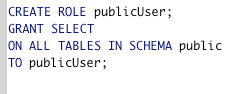 CREATE ROLE publicUser;
GRANT SELECT
ON ALL TABLES IN SCHEMA public
TO publicUser;